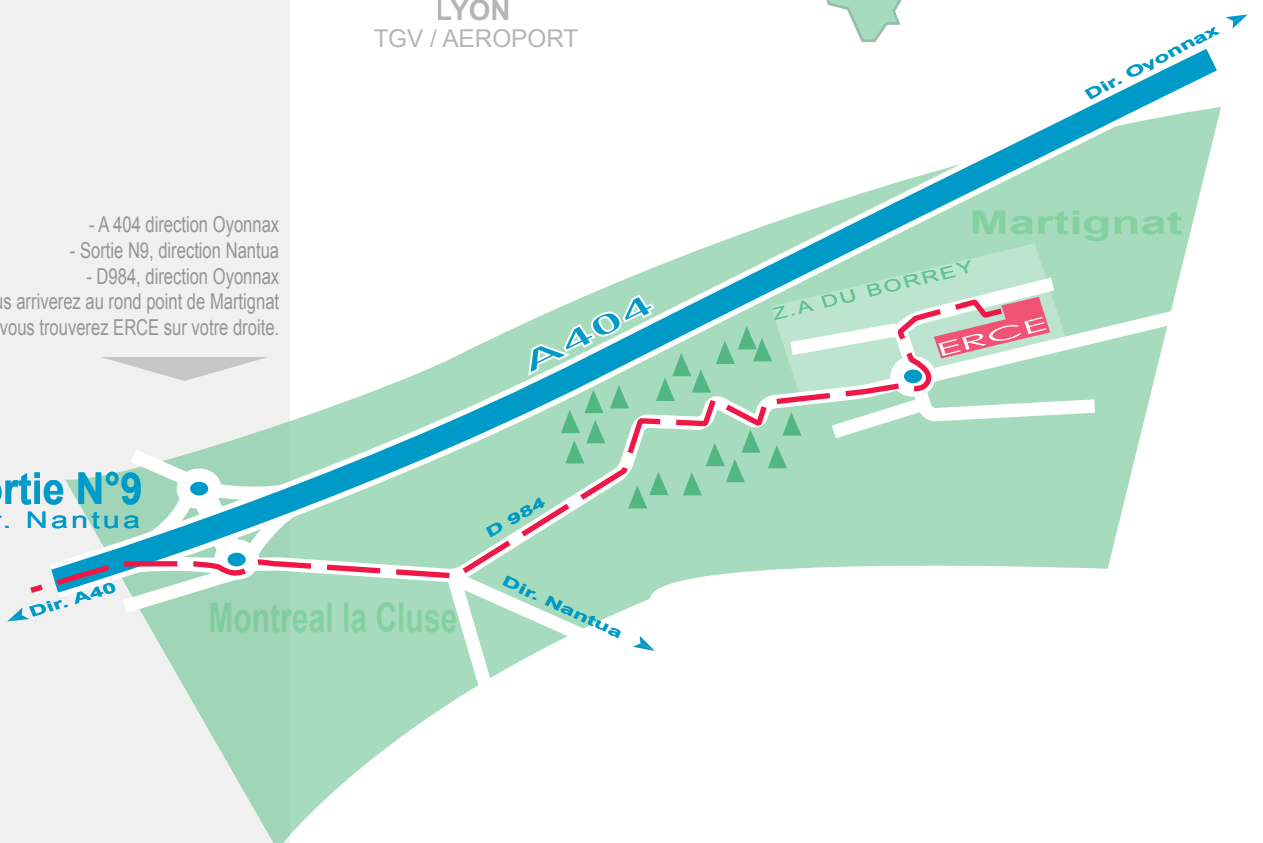 LYON
TGV / AEROPORT
Dir. Oyonnax
- A 404 direction Oyonnax
- Sortie N9, direction Nantua
- D984, direction Oyonnax
arriverez au rond point de Martignat
vous trouverez ERCE sur votre droite.
Martignat
Z.A DU BORREY
A404
ERCE
N°9
Nantua
D 984
Dir. A40
Montreal la Cluse
Dir. Nantua